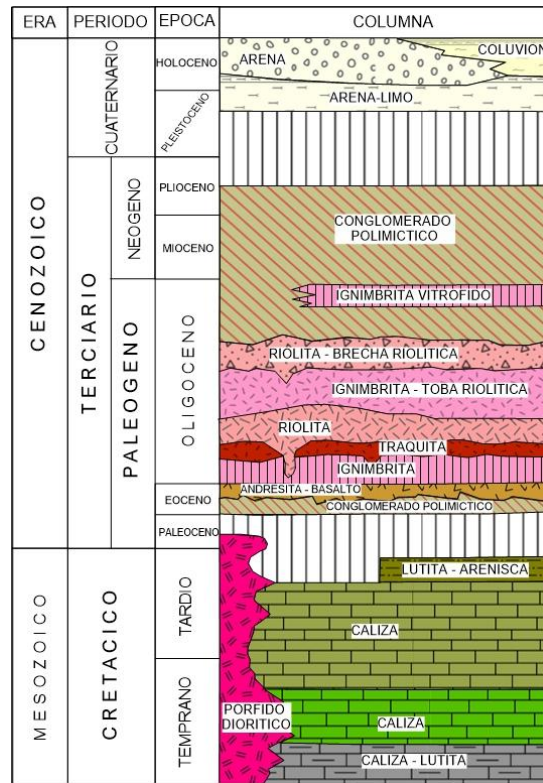 ERA PERIODO EPOCA COLUMNA
CENOZOICO
CUATERNARIO
HOLOCENO
ARENA
COLUVION
PLEISTOCENO
ARENA-LIMO
TERCIARIO
NEOGENO
PLIOCENO
MIOCENO
CONGLOMERADO
POLIMICTICO
IGNIMBRITA VITROFIDO
PALEOGENO
OLIGOCENO
RIOLITA - BRECHA RIOLITICA
IGNIMBRITA - TOBA RIOLITICA
RIOLITA
TRAQUITA
IGNIMBRITA
EOCENO
ANDRESITA - BASALTO
CONGLOMERADO POLIMICTICO
PALEOCENO
MESOZOICO
CRETACICO
TARDIO
LUTITA - ARENISCA
CALIZA
TEMPRANO
PORFIDO
DIORITICO
CALIZA
CALIZA - LUTITA